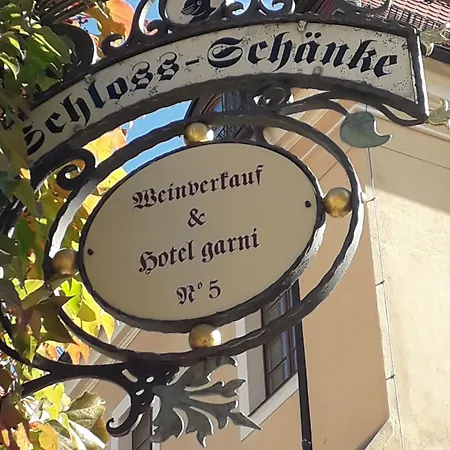 Schloss-Schänke
Weinverkauf
&
Hotel garni
Nº 5